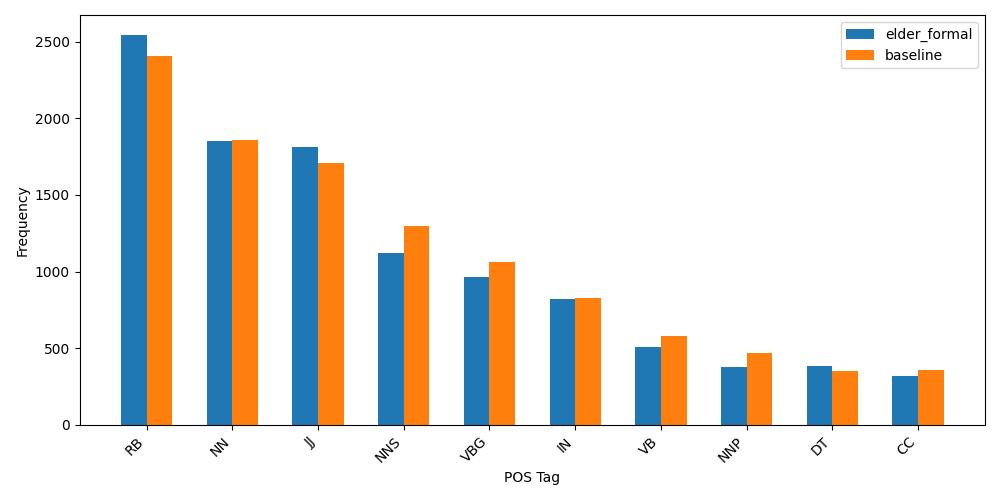 elder_formal
baseline
2500
2000
1500
1000
500
0
Frequency
RB
NN
JJ
NNS
VBG
IN
VB
NNP
DT
CC
POS Tag